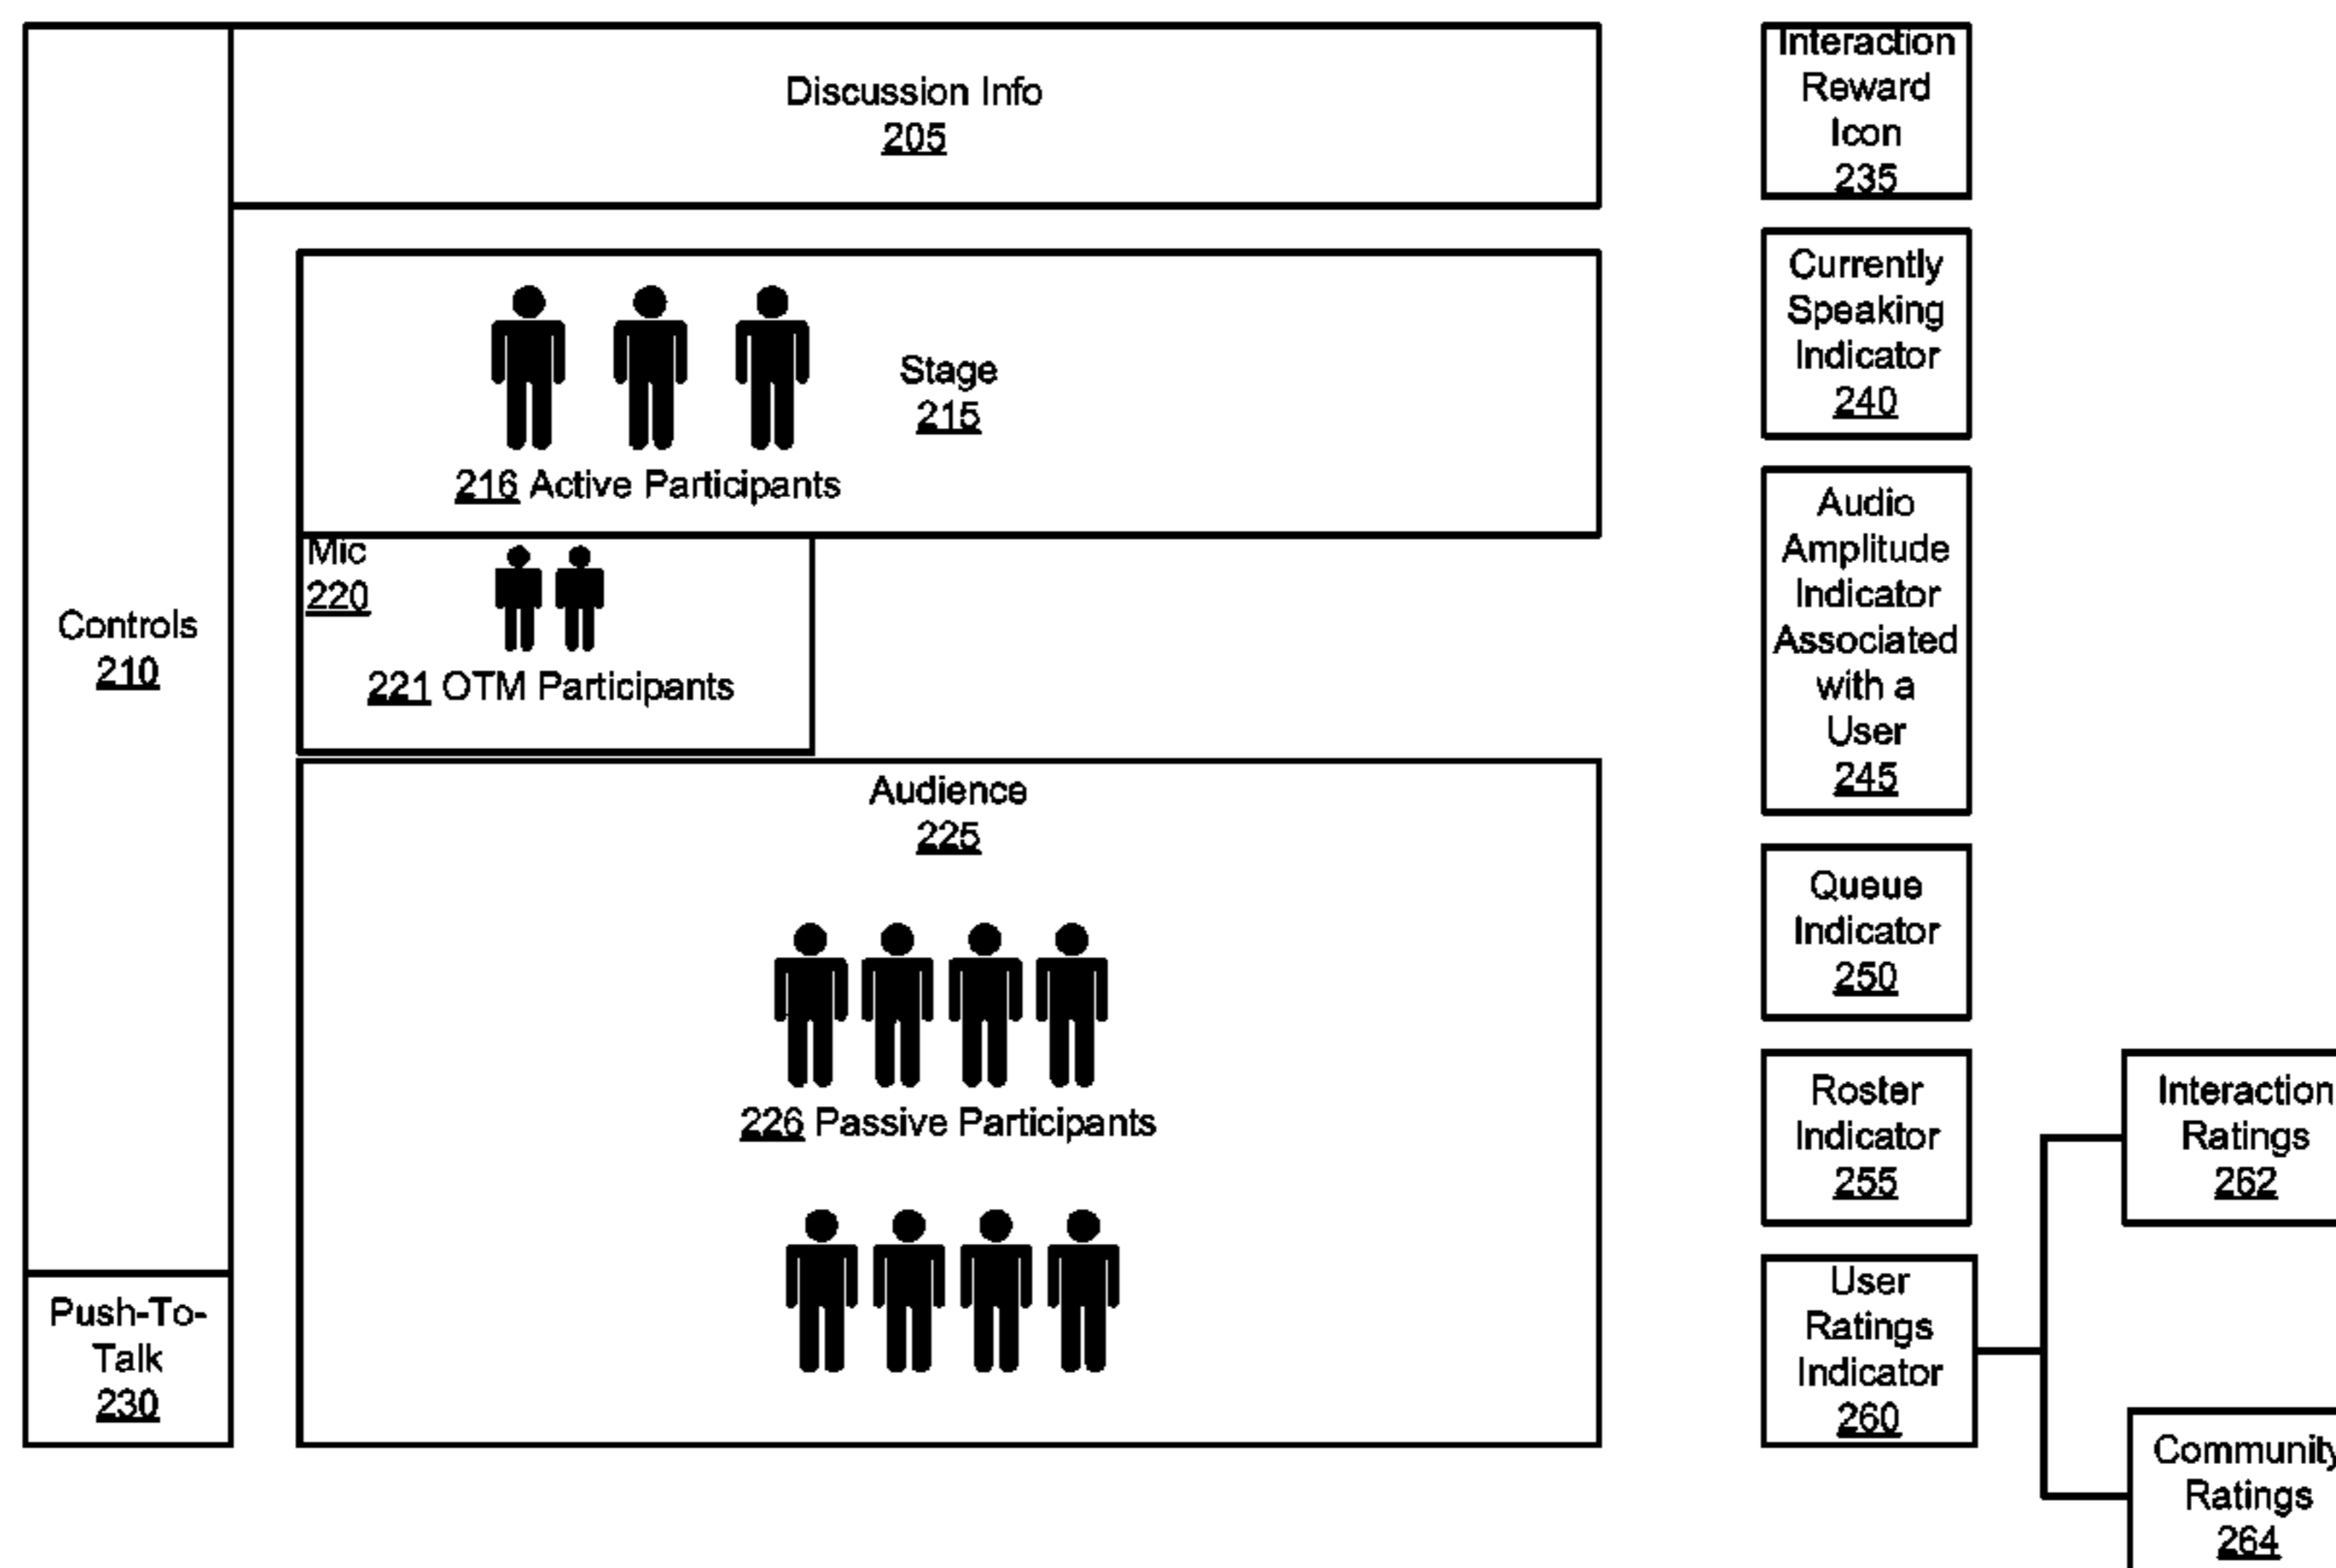 Discussion Info
205
Controls
210
Push-To-
Talk
230
Stage
215
216 Active Participants
Mic
220
221 OTM Participants
Audience
225
226 Passive Participants
Interaction
Reward
Icon
235
Currently
Speaking
Indicator
240
Audio
Amplitude
Indicator
Associated
with a
User
245
Queue
Indicator
250
Roster
Indicator
255
User
Ratings
Indicator
260
Interaction
Ratings
262
Community
Ratings
264